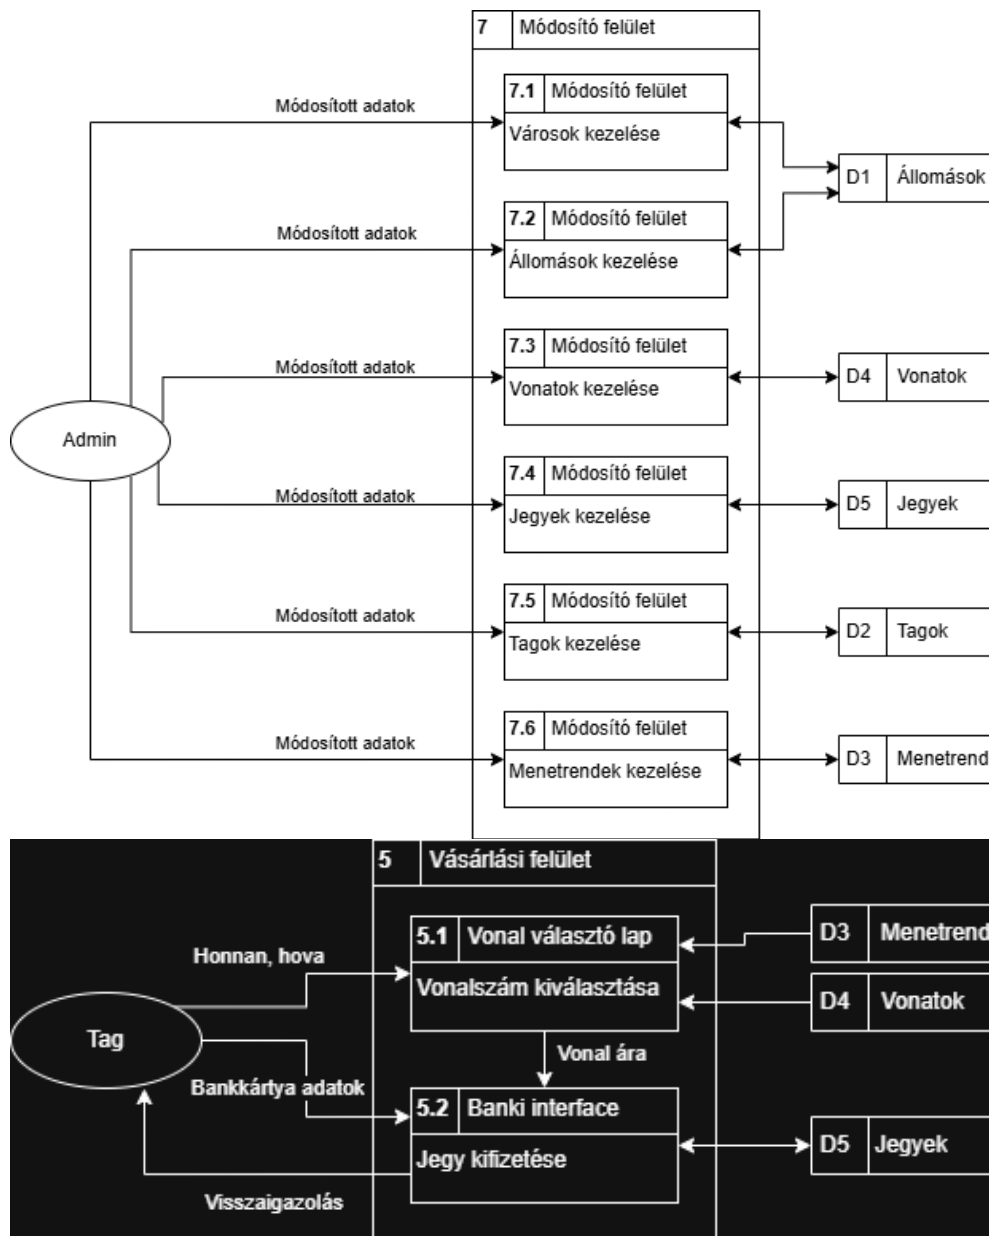 7 Módosító felület
Módosított adatok
7.1 Módosító felület
Városok kezelése
D1 Állomások
Módosított adatok
7.2 Módosító felület
Állomások kezelése
Módosított adatok
7.3 Módosító felület
Vonatok kezelése
D4 Vonatok
Admin
Módosított adatok
7.4 Módosító felület
Jegyek kezelése
D5 Jegyek
Módosított adatok
7.5 Módosító felület
Tagok kezelése
D2 Tagok
Módosított adatok
7.6 Módosító felület
Menetrendek kezelése
D3 Menetrend
5 Vásárlási felület
Honnan, hova
5.1 Vonal választó lap
Vonalszám kiválasztása
D3 Menetrend
D4 Vonatok
Tag
Vonal ára
Bankkártya adatok
5.2 Banki interface
Jegy kifizetése
D5 Jegyek
Visszaigazolás